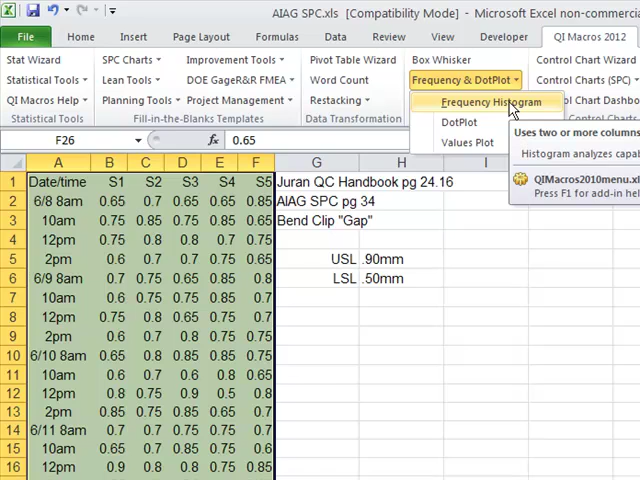 AIAG SPC.xls [Compatibility Mode] - Microsoft Excel non-commercia
File Home Insert Page Layout Formulas Data Review View Developer QI Macros 2012
Stat Wizard SPC Charts Improvement Tools Pivot Table Wizard Box Whisker Control Chart Wizard
Statistical Tools Lean Tools DOE GageR&R FMEA Word Count Frequency & DotPlot Control Charts (SPC)
QI Macros Help Planning Tools Project Management Restacking Frequency Histogram Control Chart Dashbo
Statistical Tools Fill-in-the-Blanks Templates Data Transformation DotPlot
Values Plot
Uses two or more columns
Histogram analyzes capab
QIMacros2010menu.xl
Press F1 for add-in hel
F26 fx 0.65
A B C D E F G H I
1 Date/time S1 S2 S3 S4 S5 Juran QC Handbook pg 24.16
2 6/8 8am 0.65 0.7 0.65 0.65 0.85 AIAG SPC pg 34
3 10am 0.75 0.85 0.75 0.85 0.65 Bend Clip "Gap"
4 12pm 0.75 0.8 0.8 0.7 0.75
5 2pm 0.6 0.7 0.7 0.75 0.65 USL .90mm
6 6/9 8am 0.7 0.75 0.65 0.85 0.8 LSL .50mm
7 10am 0.6 0.75 0.75 0.85 0.7
8 12pm 0.75 0.8 0.65 0.75 0.7
9 2pm 0.6 0.7 0.8 0.75 0.75
10 6/10 8am 0.65 0.8 0.85 0.85 0.75
11 10am 0.6 0.7 0.6 0.8 0.65
12 12pm 0.8 0.75 0.9 0.5 0.8
13 2pm 0.85 0.75 0.85 0.65 0.7
14 6/11 8am 0.7 0.7 0.75 0.75 0.7
15 10am 0.65 0.7 0.85 0.75 0.6
16 12pm 0.9 0.8 0.8 0.75 0.85